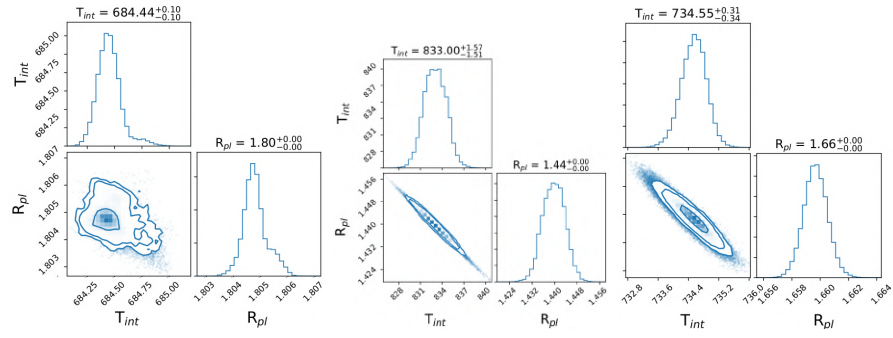 T_int = 684.44 +0.10 −0.10
T_int
685.00
684.75
684.50
684.25
R_pl = 1.80 +0.00 −0.00
R_pl
1.807
1.806
1.805
1.804
1.803
684.25 684.50 684.75 685.00
T_int
1.803 1.804 1.805 1.806 1.807
R_pl
T_int = 833.00 +1.57 −1.51
T_int
840
837
834
831
828
R_pl = 1.44 +0.00 −0.00
R_pl
1.456
1.448
1.440
1.432
1.424
828 831 834 837 840
T_int
1.424 1.432 1.440 1.448 1.456
R_pl
T_int = 734.55 +0.31 −0.34
R_pl = 1.66 +0.00 −0.00
732.8 733.6 734.4 735.2 736.0
T_int
1.656 1.658 1.660 1.662 1.664
R_pl